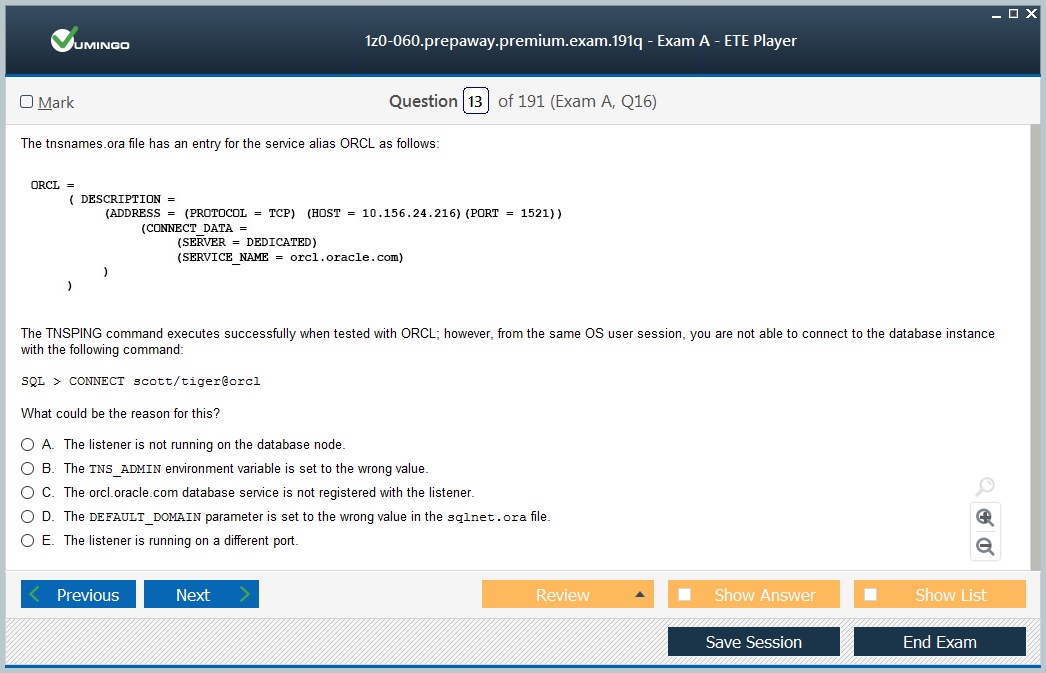 VUMINGO
1z0-060.prepaway.premium.exam.191q - Exam A - ETE Player
Mark
Question 13 of 191 (Exam A, Q16)
The tnsnames.ora file has an entry for the service alias ORCL as follows:
ORCL =
( DESCRIPTION =
(ADDRESS = (PROTOCOL = TCP) (HOST = 10.156.24.216)(PORT = 1521))
(CONNECT_DATA =
(SERVER = DEDICATED)
(SERVICE_NAME = orcl.oracle.com)
)
)
The TNSPING command executes successfully when tested with ORCL; however, from the same OS user session, you are not able to connect to the database instance
with the following command:
SQL > CONNECT scott/tiger@orcl
What could be the reason for this?
A. The listener is not running on the database node.
B. The TNS_ADMIN environment variable is set to the wrong value.
C. The orcl.oracle.com database service is not registered with the listener.
D. The DEFAULT_DOMAIN parameter is set to the wrong value in the sqlnet.ora file.
E. The listener is running on a different port.
Previous Next Review Show Answer Show List
Save Session End Exam